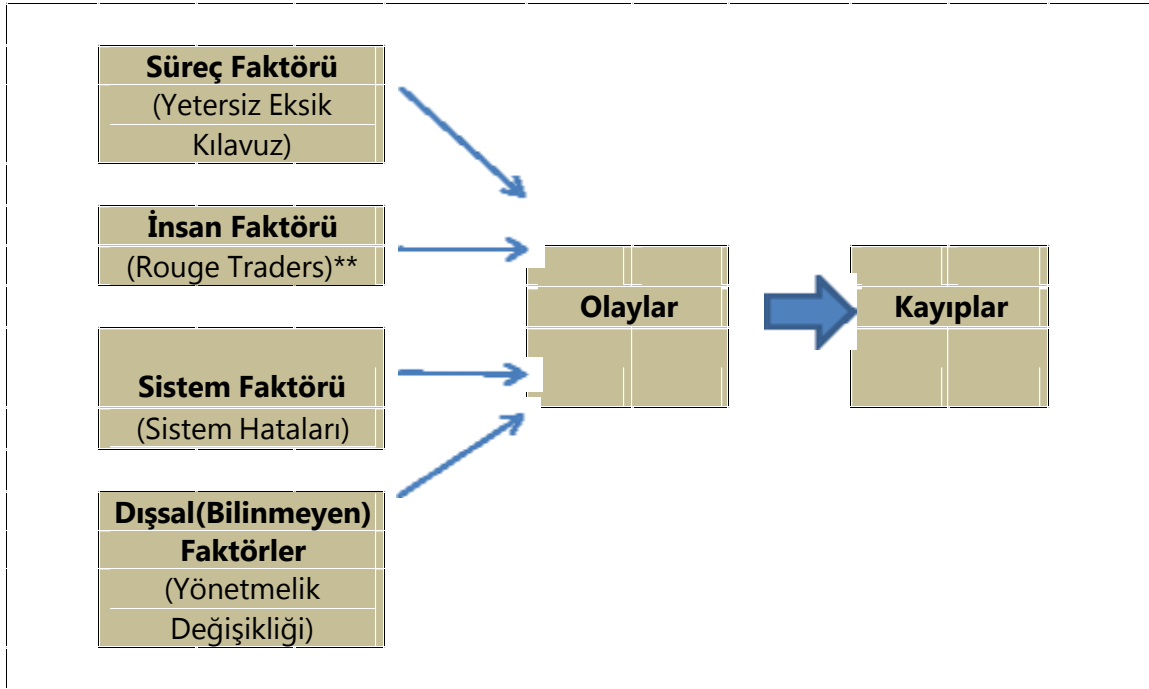 Süreç Faktörü
(Yetersiz Eksik
Kılavuz)
İnsan Faktörü
(Rouge Traders)**
Sistem Faktörü
(Sistem Hataları)
Dışsal(Bilinmeyen)
Faktörler
(Yönetmelik
Değişikliği)
Olaylar
Kayıplar